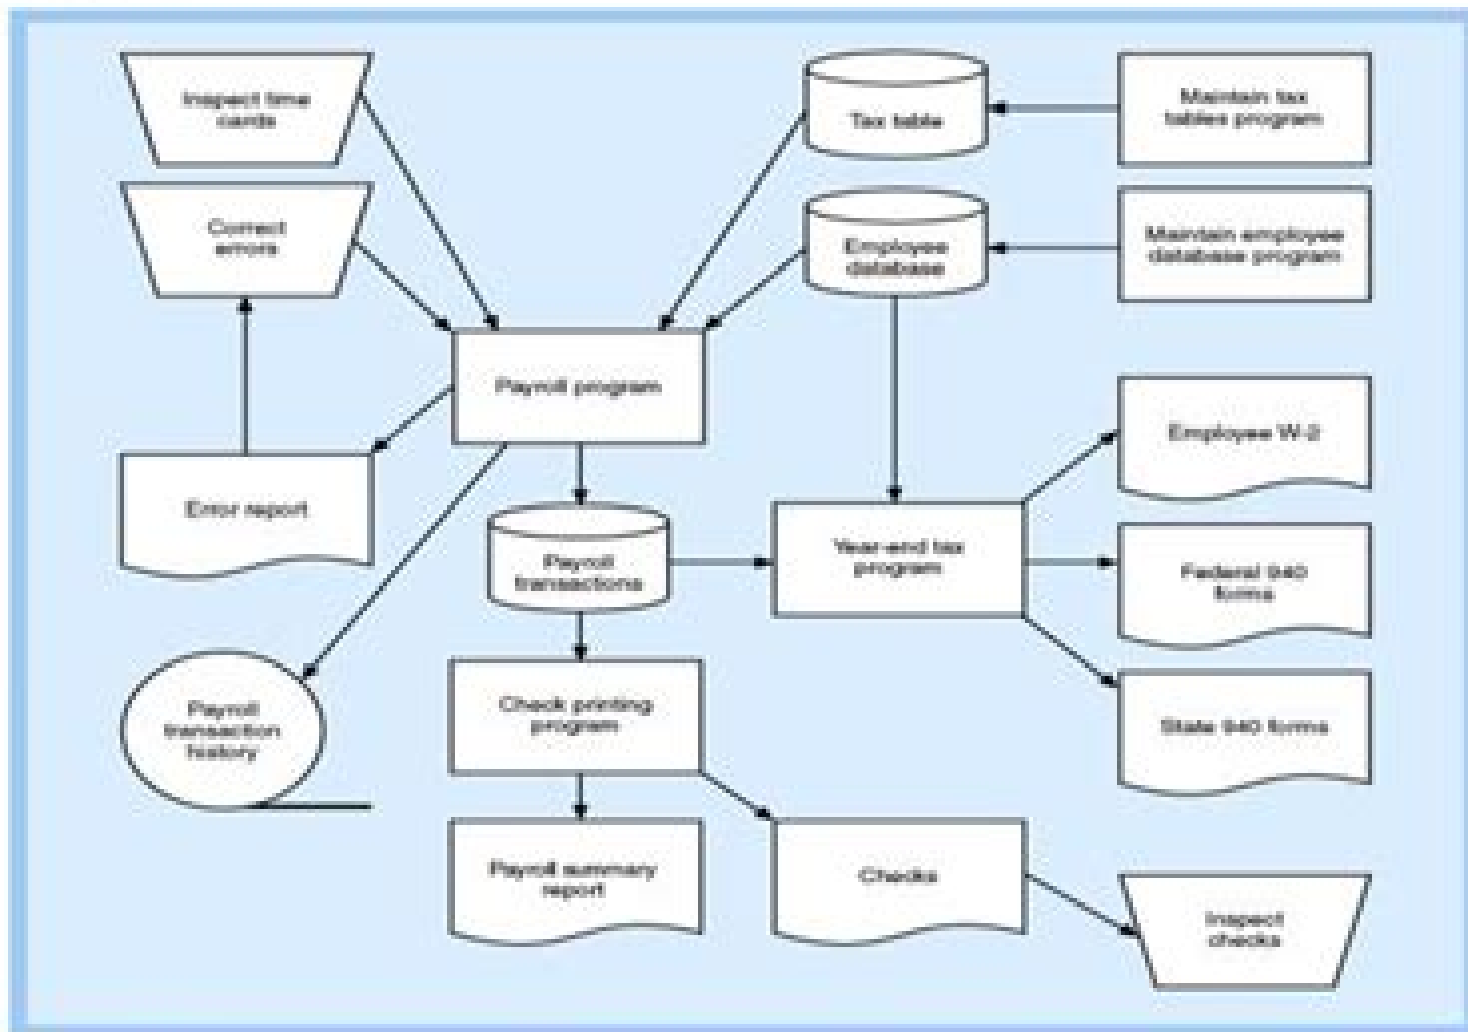 Inspect time
cards
Tax table
Maintain tax
tables program
Correct
errors
Employee
database
Maintain employee
database program
Payroll program
Employee W-2
Error report
Payroll
transactions
Year-end tax
program
Federal 940
forms
Payroll
transaction
history
Check printing
program
State 940 forms
Payroll summary
report
Checks
Inspect
checks